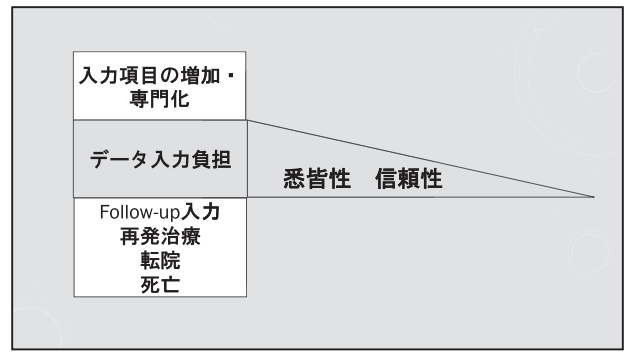 入力項目の増加・
専門化
データ入力負担
悉皆性　信頼性
Follow-up入力
再発治療
転院
死亡